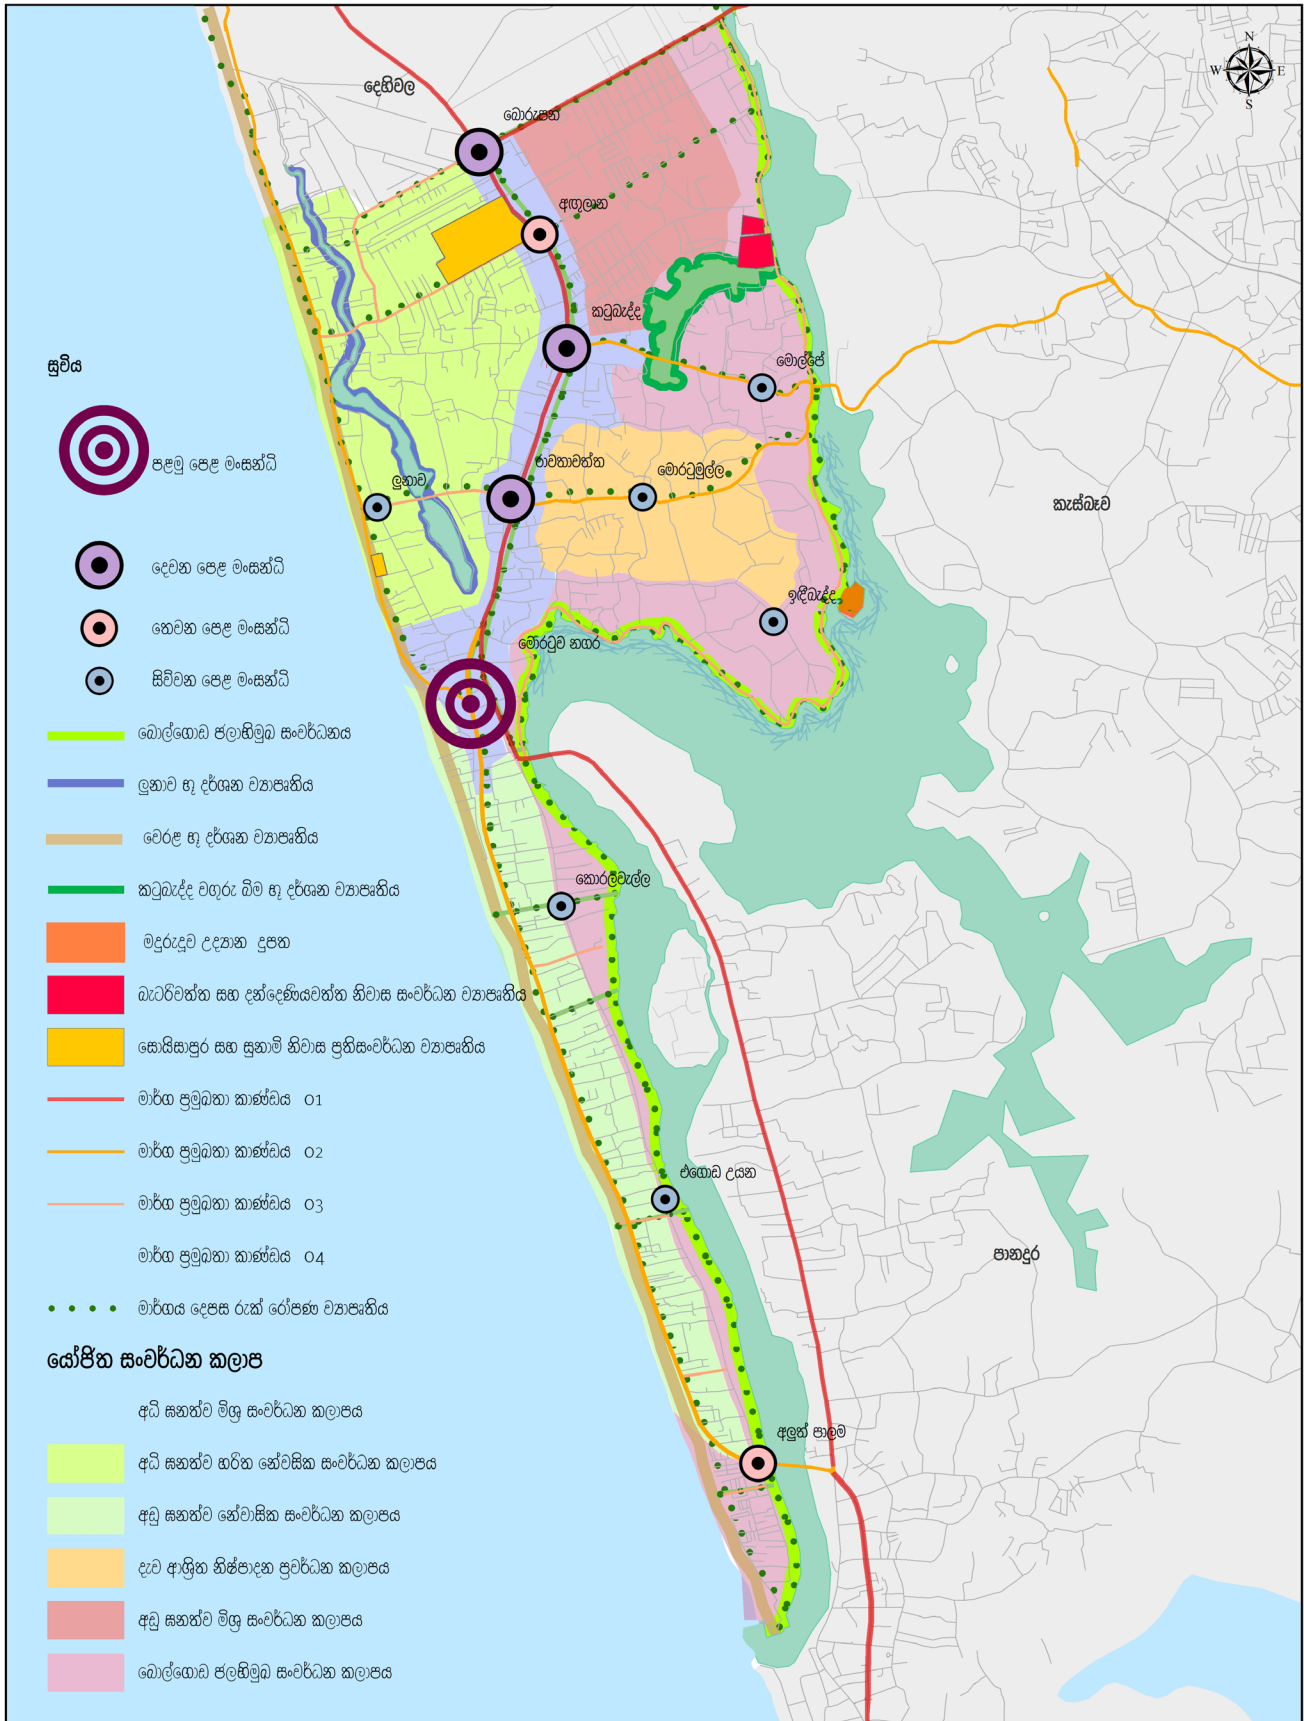 N
W E
S
දෙහිවල
බොරුපන
අඟුලාන
කටුබැද්ද
මොල්පේ
රාවතාවත්ත
මොරටුමුල්ල
ලුනාව
කැස්බෑව
ඉඳිබැද්ද
මොරටුව නගර
කොරලවැල්ල
එගොඩ උයන
පානදුර
අලුත් පාලම
සුචිය
පළමු පෙළ මංසන්ධි
දෙවන පෙළ මංසන්ධි
තෙවන පෙළ මංසන්ධි
සිව්වන පෙළ මංසන්ධි
බොල්ගොඩ ජලාභිමුඛ සංවර්ධනය
ලුනාව භූ දර්ශන ව්‍යාපෘතිය
වෙරළ භූ දර්ශන ව්‍යාපෘතිය
කටුබැද්ද වගුරු බිම භූ දර්ශන ව්‍යාපෘතිය
මදුරුදූව උද්‍යාන දුපත
බැටරිවත්ත සහ දන්දෙණියවත්ත නිවාස සංවර්ධන ව්‍යාපෘතිය
සොයිසාපුර සහ සුනාමි නිවාස ප්‍රතිසංවර්ධන ව්‍යාපෘතිය
මාර්ග ප්‍රමුඛතා කාණ්ඩය 01
මාර්ග ප්‍රමුඛතා කාණ්ඩය 02
මාර්ග ප්‍රමුඛතා කාණ්ඩය 03
මාර්ග ප්‍රමුඛතා කාණ්ඩය 04
මාර්ගය දෙපස රුක් රෝපණ ව්‍යාපෘතිය
යෝජිත සංවර්ධන කලාප
අධි ඝනත්ව මිශ්‍ර සංවර්ධන කලාපය
අධි ඝනත්ව හරිත නේවසික සංවර්ධන කලාපය
අඩු ඝනත්ව නේවාසික සංවර්ධන කලාපය
දැව ආශ්‍රිත නිෂ්පාදන ප්‍රවර්ධන කලාපය
අඩු ඝනත්ව මිශ්‍ර සංවර්ධන කලාපය
බොල්ගොඩ ජලභිමුඛ සංවර්ධන කලාපය